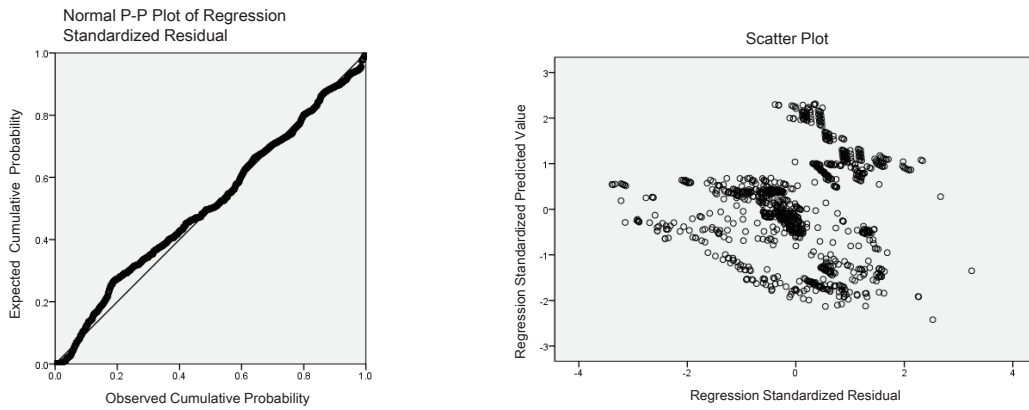 Normal P-P Plot of Regression
Standardized Residual
Expected Cumulative Probability
1.0
0.8
0.6
0.4
0.2
0.0
0.0 0.2 0.4 0.6 0.8 1.0
Observed Cumulative Probability
Scatter Plot
Regression Standardized Predicted Value
3
2
1
0
-1
-2
-3
-4 -2 0 2 4
Regression Standardized Residual